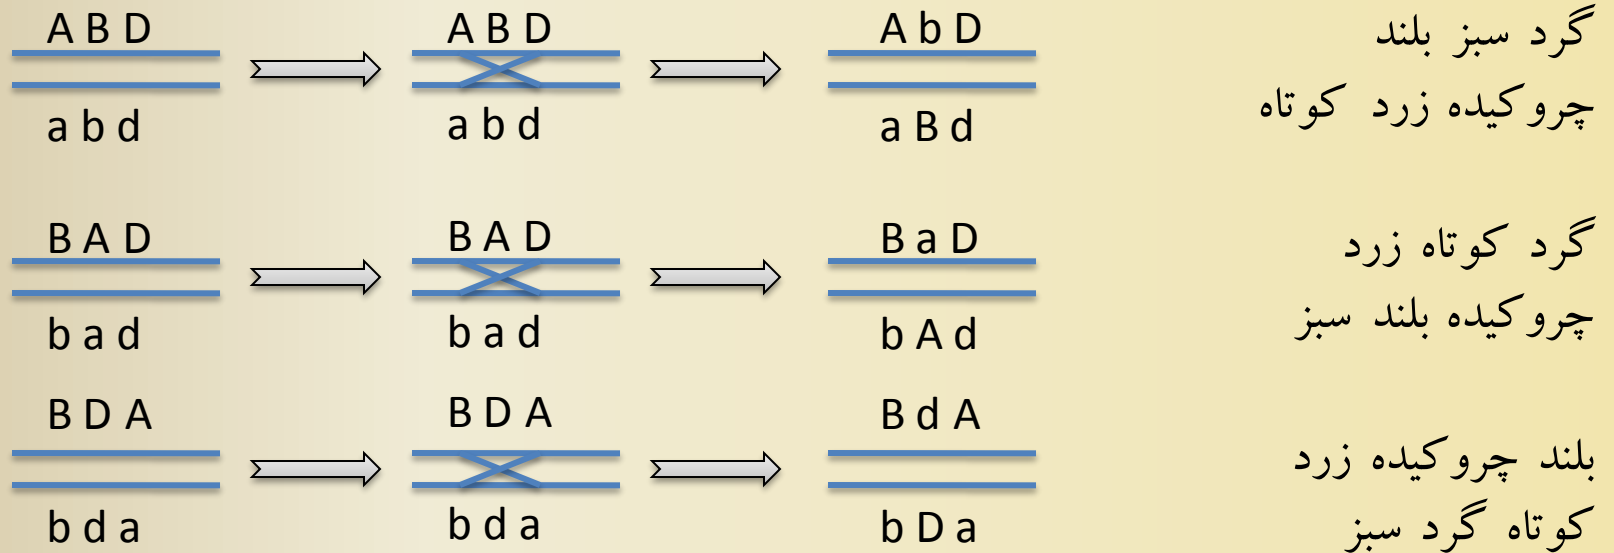 A B D A B D A b D گرد سبز بلند
a b d a b d a B d چروکیده زرد کوتاه
B A D B A D B a D گرد کوتاه زرد
b a d b a d b A d چروکیده بلند سبز
B D A B D A B d A بلند چروکیده زرد
b d a b d a b D a کوتاه گرد سبز